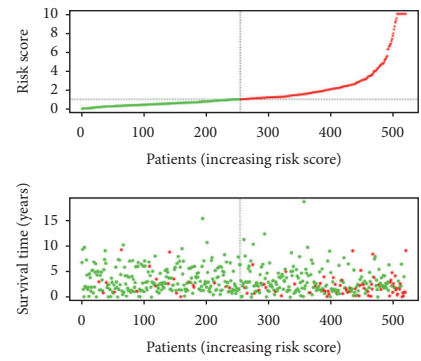 Risk score
10
8
6
4
2
0
0 100 200 300 400 500
Patients (increasing risk score)
Survival time (years)
15
10
5
0
0 100 200 300 400 500
Patients (increasing risk score)